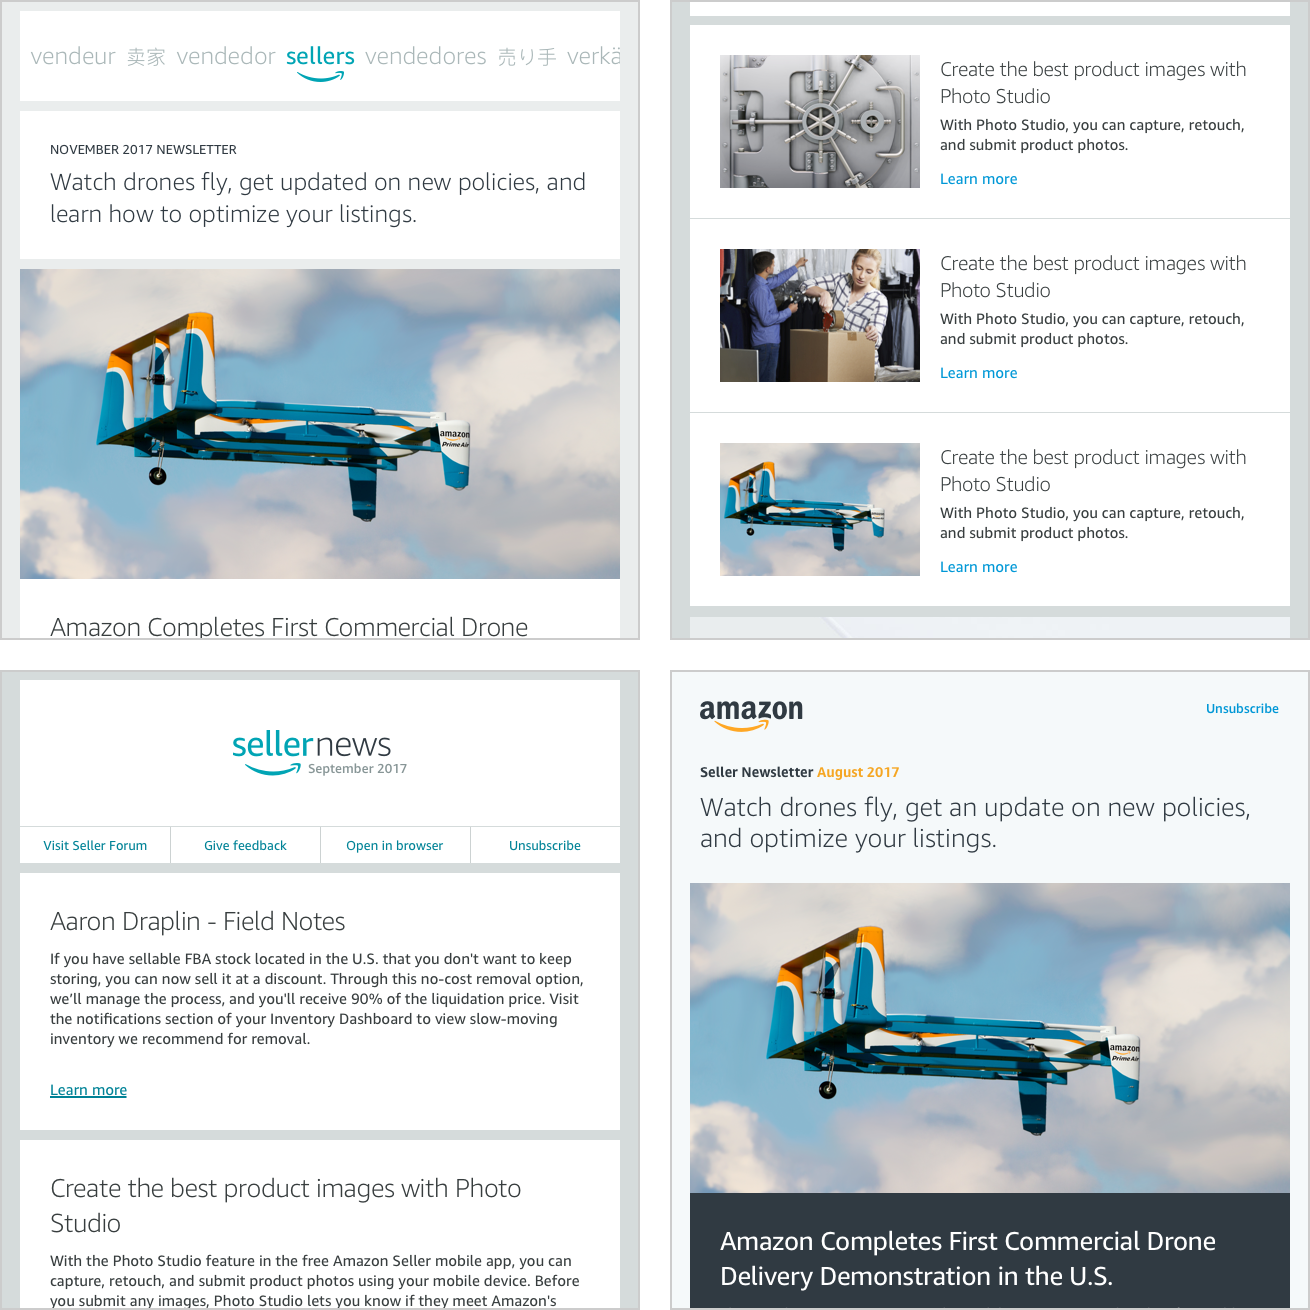 vendeur 卖家 vendedor sellers vendedores 売り手 verkä
NOVEMBER 2017 NEWSLETTER
Watch drones fly, get updated on new policies, and
learn how to optimize your listings.
amazon
Prime Air
Amazon Completes First Commercial Drone
Create the best product images with
Photo Studio
With Photo Studio, you can capture, retouch,
and submit product photos.
Learn more
Create the best product images with
Photo Studio
With Photo Studio, you can capture, retouch,
and submit product photos.
Learn more
Create the best product images with
Photo Studio
With Photo Studio, you can capture, retouch,
and submit product photos.
Learn more
sellernews
September 2017
Visit Seller Forum
Give feedback
Open in browser
Unsubscribe
Aaron Draplin - Field Notes
If you have sellable FBA stock located in the U.S. that you don't want to keep
storing, you can now sell it at a discount. Through this no-cost removal option,
we’ll manage the process, and you'll receive 90% of the liquidation price. Visit
the notifications section of your Inventory Dashboard to view slow-moving
inventory we recommend for removal.
Learn more
Create the best product images with Photo
Studio
With the Photo Studio feature in the free Amazon Seller mobile app, you can
capture, retouch, and submit product photos using your mobile device. Before
you submit any images, Photo Studio lets you know if they meet Amazon's
amazon
Unsubscribe
Seller Newsletter August 2017
Watch drones fly, get an update on new policies,
and optimize your listings.
amazon
Prime Air
Amazon Completes First Commercial Drone
Delivery Demonstration in the U.S.